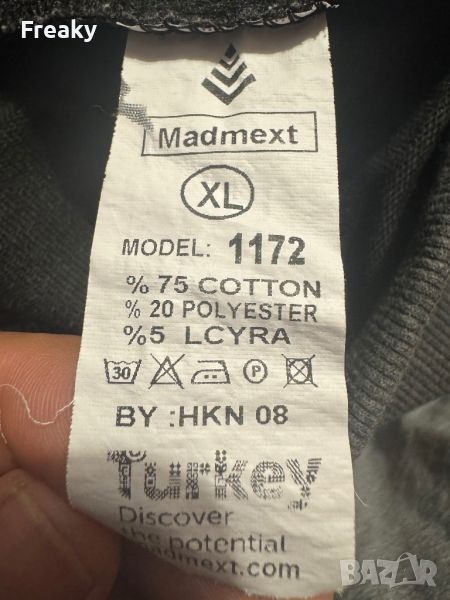 Freaky
Madmext
XL
MODEL: 1172
% 75 COTTON
% 20 POLYESTER
%5 LCYRA
30 P
BY :HKN 08
Turkey
Discover
the potential
madmext.com
BAZAR